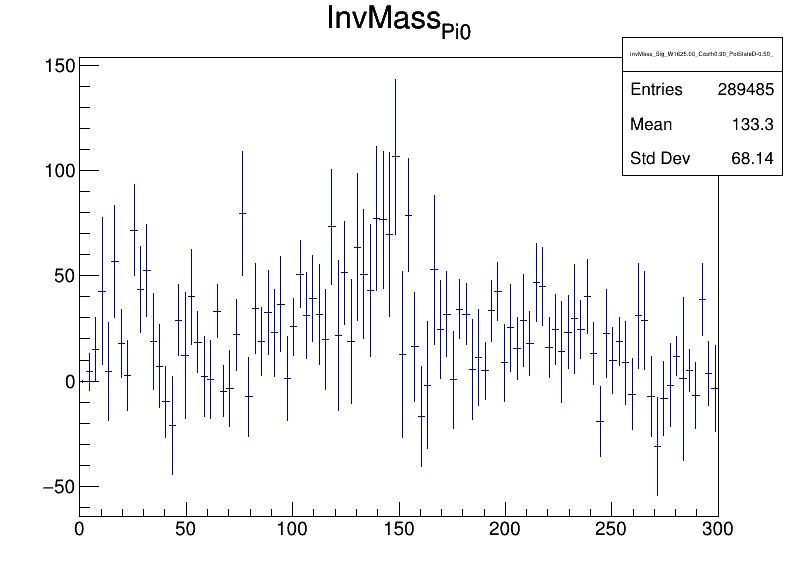 InvMass_Pi0
InvMass_Sig_W1625.00_Costh0.90_PolStateD-0.50_
Entries 289485
Mean 133.3
Std Dev 68.14
150
100
50
0
−50
0 50 100 150 200 250 300